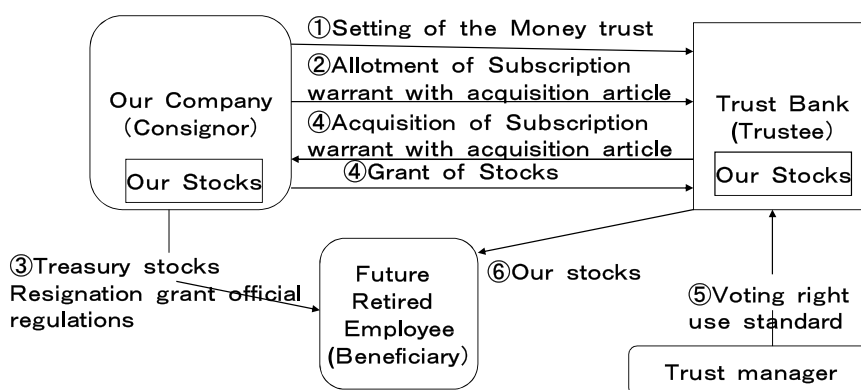 ①Setting of the Money trust
②Allotment of Subscription
warrant with acquisition article
④Acquisition of Subscription
warrant with acquisition article
④Grant of Stocks
Our Company
(Consignor)
Our Stocks
Trust Bank
(Trustee)
Our Stocks
③Treasury stocks
Resignation grant official
regulations
Future
Retired
Employee
(Beneficiary)
⑥Our stocks
⑤Voting right
use standard
Trust manager